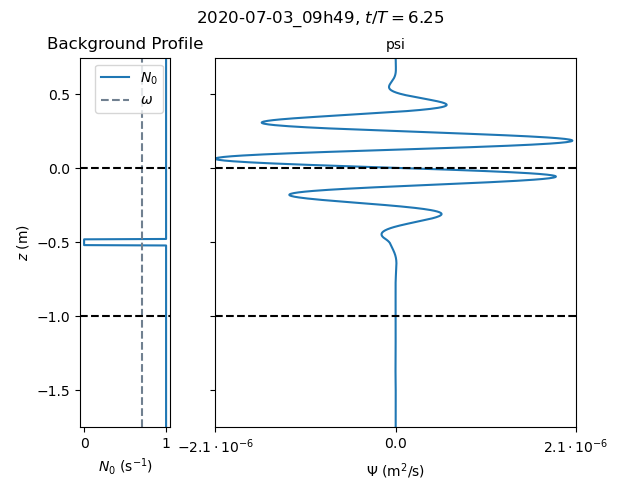 2020-07-03_09h49, t/T = 6.25
Background Profile
psi
N₀
ω
0.5
0.0
−0.5
−1.0
−1.5
z (m)
0
1
N₀ (s⁻¹)
−2.1 · 10⁻⁶
0.0
2.1 · 10⁻⁶
Ψ (m²/s)